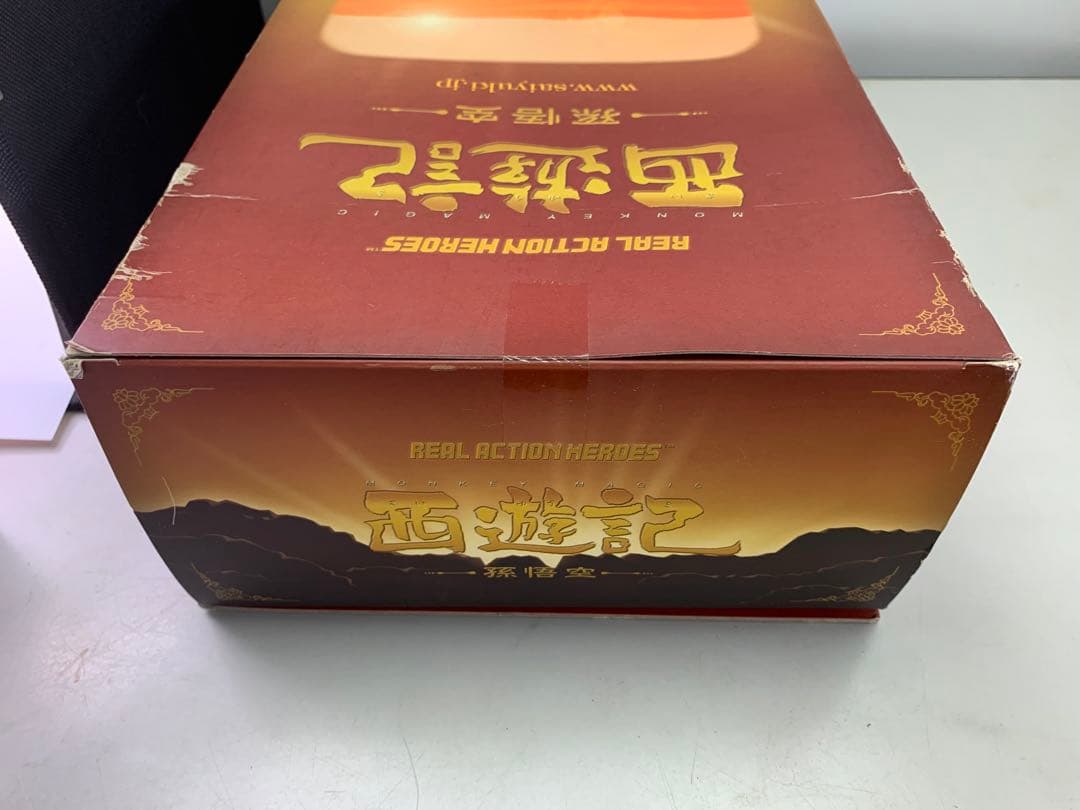 www.saiyuki.jp
孫悟空
西遊記
MONKEY MAGIC
REAL ACTION HEROES™
REAL ACTION HEROES™
MONKEY MAGIC
西遊記
孫悟空